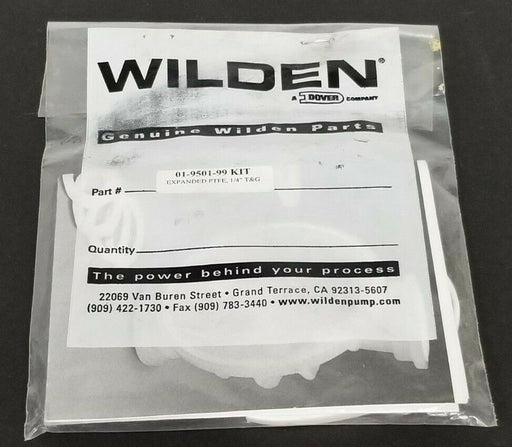 WILDEN®
A DOVER COMPANY
Genuine Wilden Parts
01-9501-99 KIT
EXPANDED PTFE, 1/4" T&G
Part #
Quantity
The power behind your process
22069 Van Buren Street • Grand Terrace, CA 92313-5607
(909) 422-1730 • Fax (909) 783-3440 • www.wildenpump.com